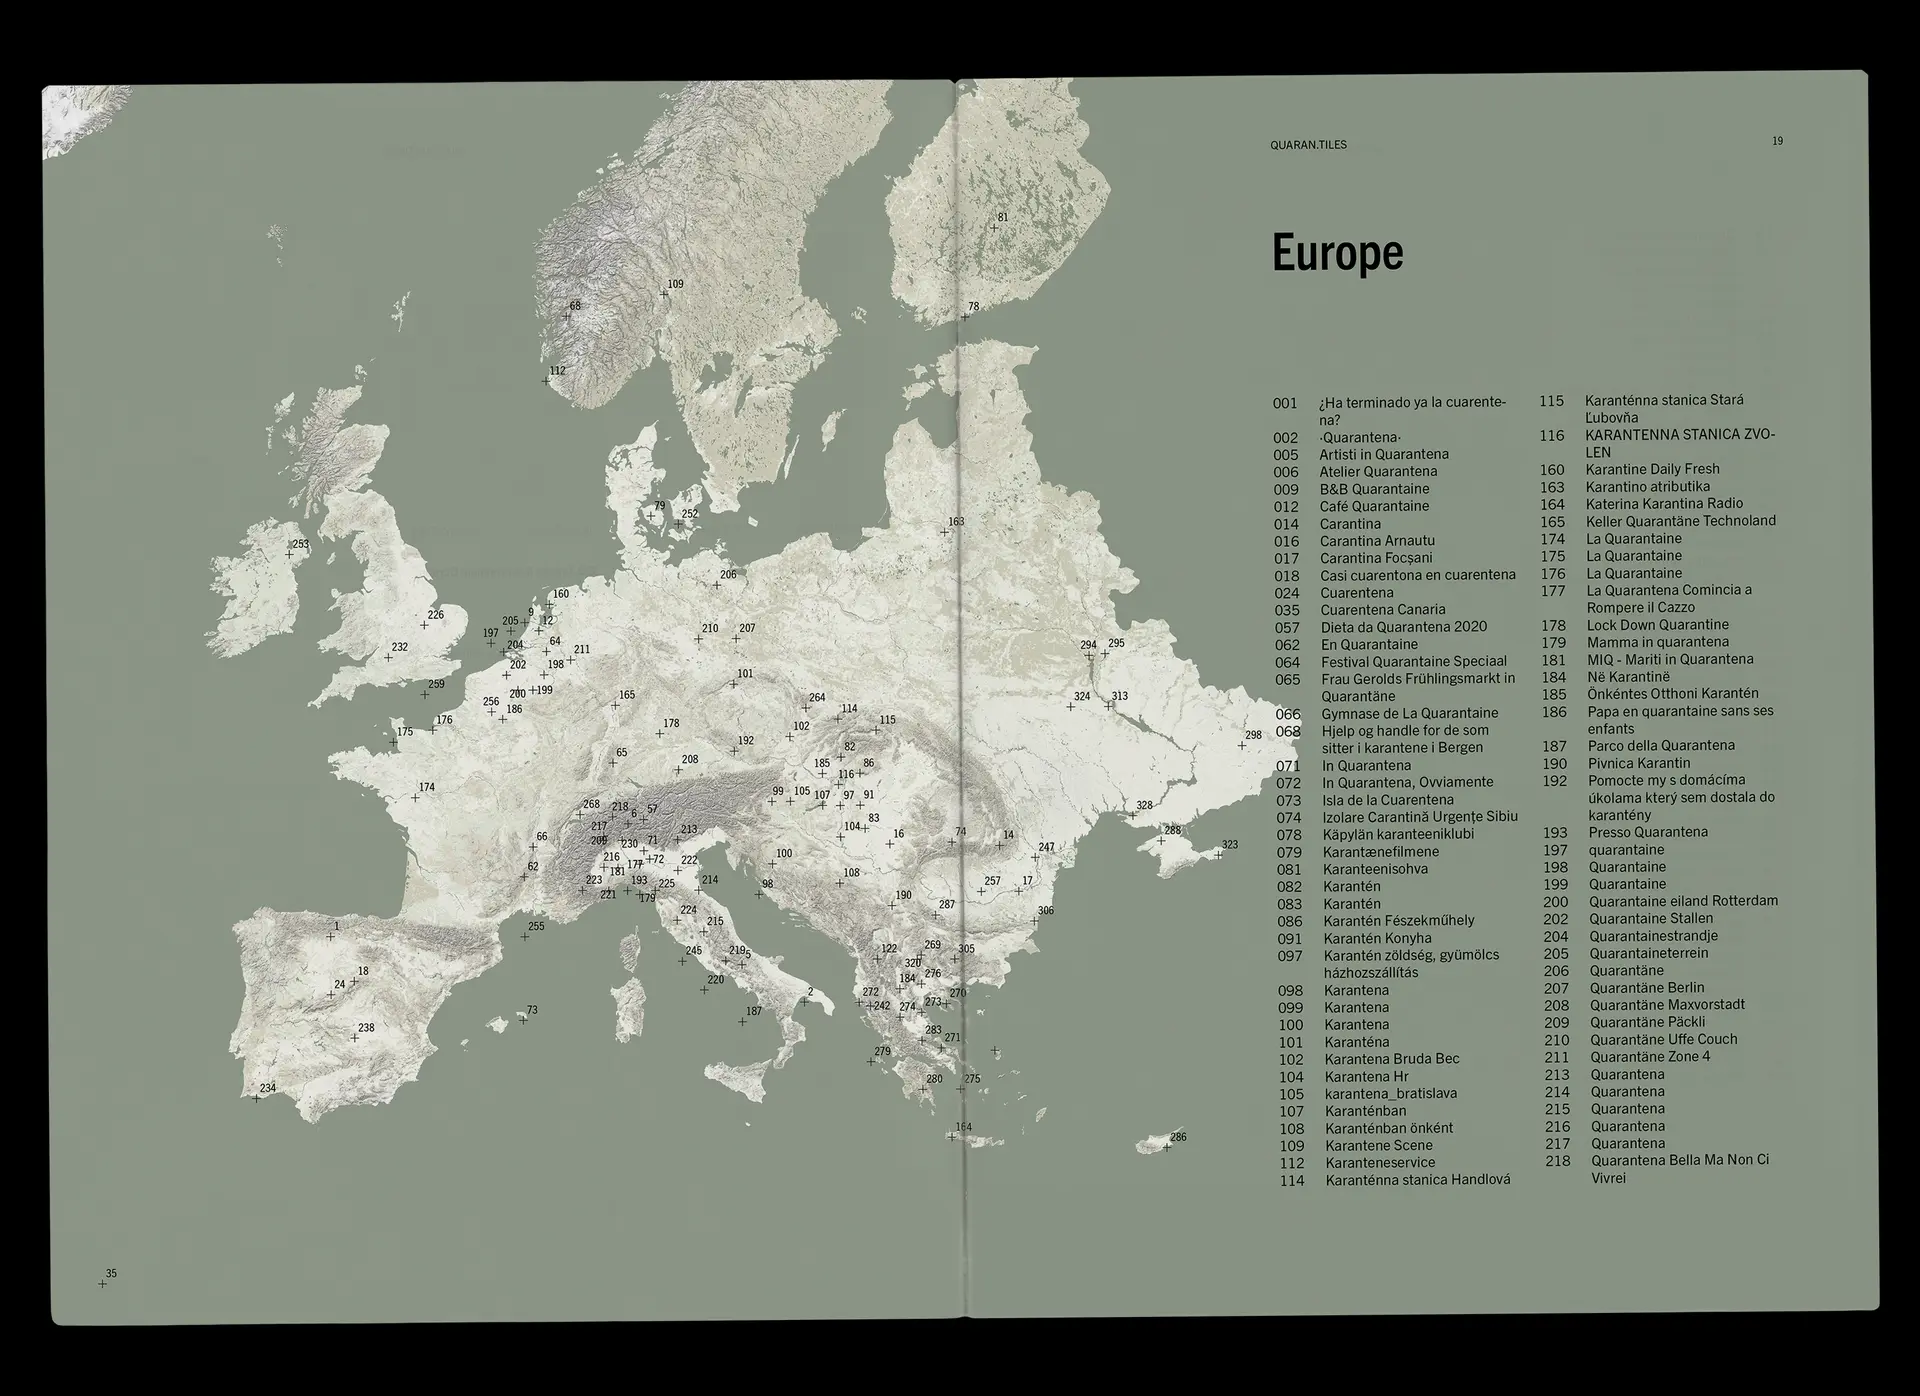 QUARAN.TILES
19
Europe
001 ¿Ha terminado ya la cuarente-
na?
002 ·Quarantena·
005 Artisti in Quarantena
006 Atelier Quarantena
009 B&B Quarantaine
012 Café Quarantaine
014 Carantina
016 Carantina Arnautu
017 Carantina Focșani
018 Casi cuarentona en cuarentena
024 Cuarentena
035 Cuarentena Canaria
057 Dieta da Quarantena 2020
062 En Quarantaine
064 Festival Quarantaine Speciaal
065 Frau Gerolds Frühlingsmarkt in
Quarantäne
066 Gymnase de La Quarantaine
068 Hjelp og handle for de som
sitter i karantene i Bergen
071 In Quarantena
072 In Quarantena, Ovviamente
073 Isla de la Cuarentena
074 Izolare Carantină Urgențe Sibiu
078 Käpylän karanteeniklubi
079 Karantænefilmene
081 Karanteenisohva
082 Karantén
083 Karantén
086 Karantén Fészekműhely
091 Karantén Konyha
097 Karantén zöldség, gyümölcs
házhozszállítás
098 Karantena
099 Karantena
100 Karantena
101 Karanténa
102 Karantena Bruda Bec
104 Karantena Hr
105 karantena_bratislava
107 Karanténban
108 Karanténban önként
109 Karantene Scene
112 Karanteneservice
114 Karanténna stanica Handlová
115 Karanténna stanica Stará
Ľubovňa
116 KARANTENNA STANICA ZVO-
LEN
160 Karantine Daily Fresh
163 Karantino atributika
164 Katerina Karantina Radio
165 Keller Quarantäne Technoland
174 La Quarantaine
175 La Quarantaine
176 La Quarantaine
177 La Quarantena Comincia a
Rompere il Cazzo
178 Lock Down Quarantine
179 Mamma in quarantena
181 MIQ - Mariti in Quarantena
184 Në Karantinë
185 Önkéntes Otthoni Karantén
186 Papa en quarantaine sans ses
enfants
187 Parco della Quarantena
190 Pivnica Karantin
192 Pomocte my s domácíma
úkolama který sem dostala do
karantény
193 Presso Quarantena
197 quarantaine
198 Quarantaine
199 Quarantaine
200 Quarantaine eiland Rotterdam
202 Quarantaine Stallen
204 Quarantainestrandje
205 Quarantaineterrein
206 Quarantäne
207 Quarantäne Berlin
208 Quarantäne Maxvorstadt
209 Quarantäne Päckli
210 Quarantäne Uffe Couch
211 Quarantäne Zone 4
213 Quarantena
214 Quarantena
215 Quarantena
216 Quarantena
217 Quarantena
218 Quarantena Bella Ma Non Ci
Vivrei
81
109
68
78
112
79
252
163
253
206
160
9
226
205
12
210
207
197
232
204
64
211
294
295
202
198
259
200
199
101
165
256
186
264
324
313
176
178
114
115
175
102
192
298
82
65
208
185
86
174
116
99
105
107
97
91
268
218
6
57
328
83
217
104
213
16
74
14
288
209
230
71
66
247
323
216
177
72
222
100
62
181
108
257
17
223
193
225
214
98
221
179
190
287
306
224
215
1
255
122
269
305
245
219
5
320
18
276
24
220
184
272
2
270
242
274
273
73
187
238
283
271
279
280
275
234
164
286
35